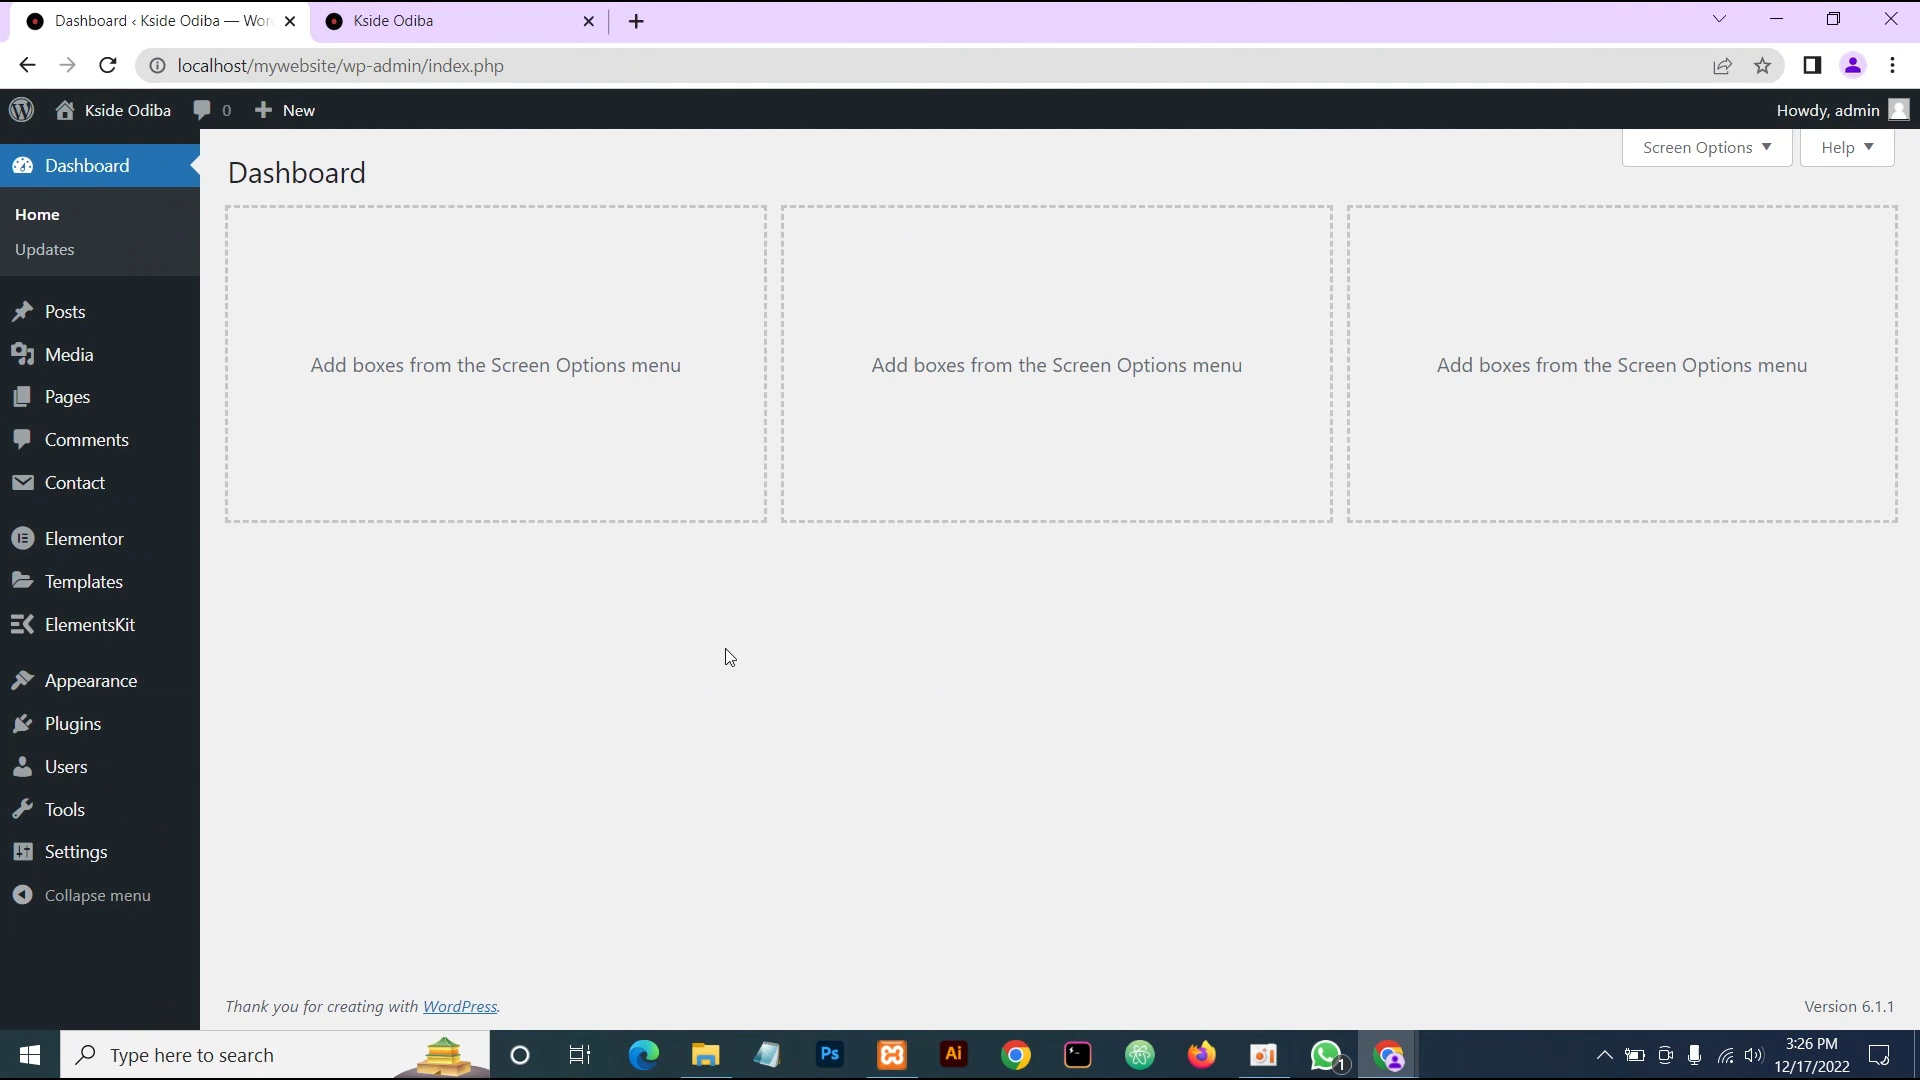 Dashboard ‹ Kside Odiba — Wor
Kside Odiba
localhost/mywebsite/wp-admin/index.php
Kside Odiba
0
New
Howdy, admin
Dashboard
Home
Updates
Posts
Media
Pages
Comments
Contact
Elementor
Templates
ElementsKit
Appearance
Plugins
Users
Tools
Settings
Collapse menu
Screen Options
Help
Dashboard
Add boxes from the Screen Options menu
Add boxes from the Screen Options menu
Add boxes from the Screen Options menu
Thank you for creating with WordPress.
Version 6.1.1
Type here to search
Ps
Ai
1
3:26 PM
12/17/2022